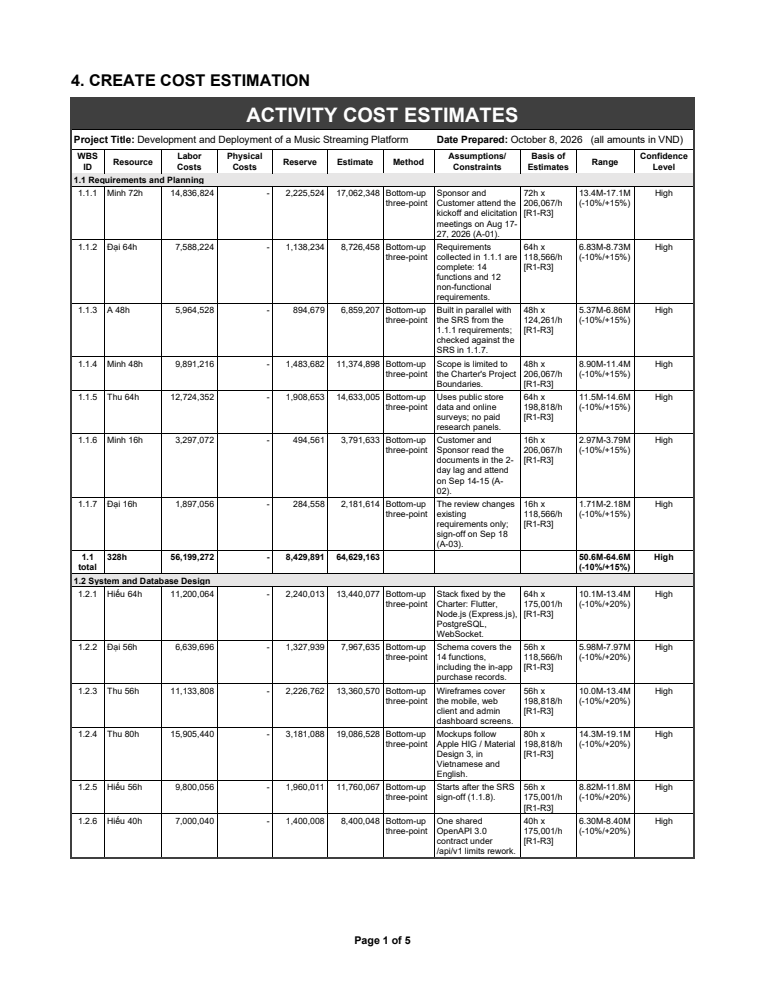 4. CREATE COST ESTIMATION
ACTIVITY COST ESTIMATES
Project Title: Development and Deployment of a Music Streaming Platform Date Prepared: October 8, 2026 (all amounts in VND)
WBS ID Resource Labor Costs Physical Costs Reserve Estimate Method Assumptions/ Constraints Basis of Estimates Range Confidence Level
1.1 Requirements and Planning
1.1.1 Minh 72h 14,836,824 - 2,225,524 17,062,348 Bottom-up three-point Sponsor and Customer attend the kickoff and elicitation meetings on Aug 17-27, 2026 (A-01). 72h x 206,067/h [R1-R3] 13.4M-17.1M (-10%/+15%) High
1.1.2 Đại 64h 7,588,224 - 1,138,234 8,726,458 Bottom-up three-point Requirements collected in 1.1.1 are complete: 14 functions and 12 non-functional requirements. 64h x 118,566/h [R1-R3] 6.83M-8.73M (-10%/+15%) High
1.1.3 A 48h 5,964,528 - 894,679 6,859,207 Bottom-up three-point Built in parallel with the SRS from the 1.1.1 requirements; checked against the SRS in 1.1.7. 48h x 124,261/h [R1-R3] 5.37M-6.86M (-10%/+15%) High
1.1.4 Minh 48h 9,891,216 - 1,483,682 11,374,898 Bottom-up three-point Scope is limited to the Charter's Project Boundaries. 48h x 206,067/h [R1-R3] 8.90M-11.4M (-10%/+15%) High
1.1.5 Thu 64h 12,724,352 - 1,908,653 14,633,005 Bottom-up three-point Uses public store data and online surveys; no paid research panels. 64h x 198,818/h [R1-R3] 11.5M-14.6M (-10%/+15%) High
1.1.6 Minh 16h 3,297,072 - 494,561 3,791,633 Bottom-up three-point Customer and Sponsor read the documents in the 2-day lag and attend on Sep 14-15 (A-02). 16h x 206,067/h [R1-R3] 2.97M-3.79M (-10%/+15%) High
1.1.7 Đại 16h 1,897,056 - 284,558 2,181,614 Bottom-up three-point The review changes existing requirements only; sign-off on Sep 18 (A-03). 16h x 118,566/h [R1-R3] 1.71M-2.18M (-10%/+15%) High
1.1 total 328h 56,199,272 - 8,429,891 64,629,163 50.6M-64.6M (-10%/+15%) High
1.2 System and Database Design
1.2.1 Hiếu 64h 11,200,064 - 2,240,013 13,440,077 Bottom-up three-point Stack fixed by the Charter: Flutter, Node.js (Express.js), PostgreSQL, WebSocket. 64h x 175,001/h [R1-R3] 10.1M-13.4M (-10%/+20%) High
1.2.2 Đại 56h 6,639,696 - 1,327,939 7,967,635 Bottom-up three-point Schema covers the 14 functions, including the in-app purchase records. 56h x 118,566/h [R1-R3] 5.98M-7.97M (-10%/+20%) High
1.2.3 Thu 56h 11,133,808 - 2,226,762 13,360,570 Bottom-up three-point Wireframes cover the mobile, web client and admin dashboard screens. 56h x 198,818/h [R1-R3] 10.0M-13.4M (-10%/+20%) High
1.2.4 Thu 80h 15,905,440 - 3,181,088 19,086,528 Bottom-up three-point Mockups follow Apple HIG / Material Design 3, in Vietnamese and English. 80h x 198,818/h [R1-R3] 14.3M-19.1M (-10%/+20%) High
1.2.5 Hiếu 56h 9,800,056 - 1,960,011 11,760,067 Bottom-up three-point Starts after the SRS sign-off (1.1.8). 56h x 175,001/h [R1-R3] 8.82M-11.8M (-10%/+20%) High
1.2.6 Hiếu 40h 7,000,040 - 1,400,008 8,400,048 Bottom-up three-point One shared OpenAPI 3.0 contract under /api/v1 limits rework. 40h x 175,001/h [R1-R3] 6.30M-8.40M (-10%/+20%) High
Page 1 of 5